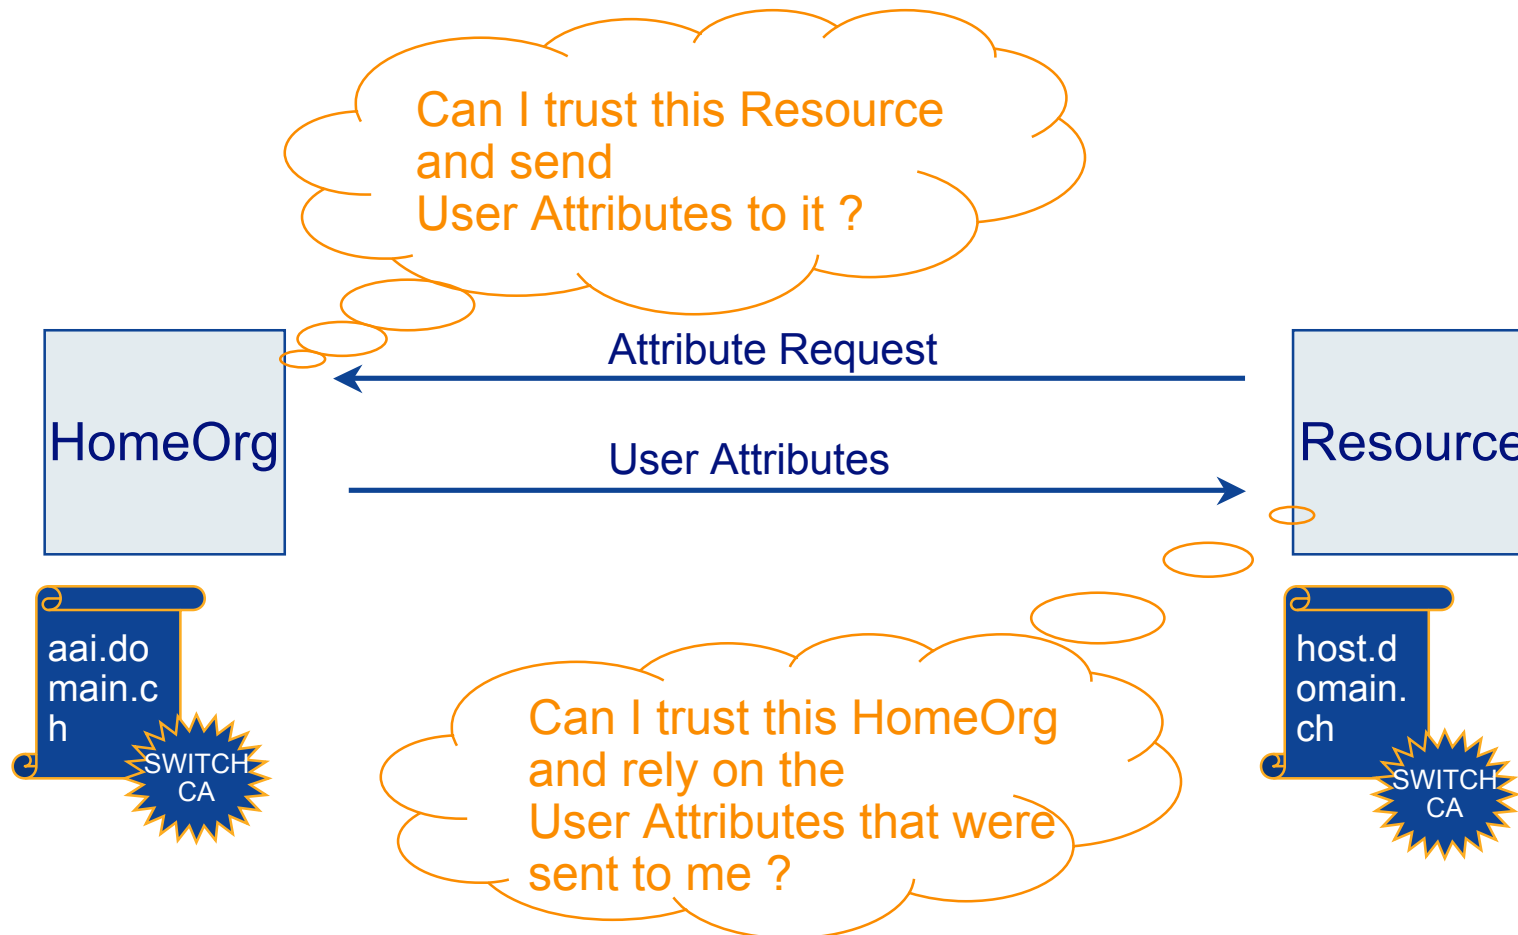 Can I trust this Resource
and send
User Attributes to it ?
Attribute Request
HomeOrg
Resource
User Attributes
aai.do
main.c
h
SWITCH
CA
host.d
omain.
ch
SWITCH
CA
Can I trust this HomeOrg
and rely on the
User Attributes that were
sent to me ?